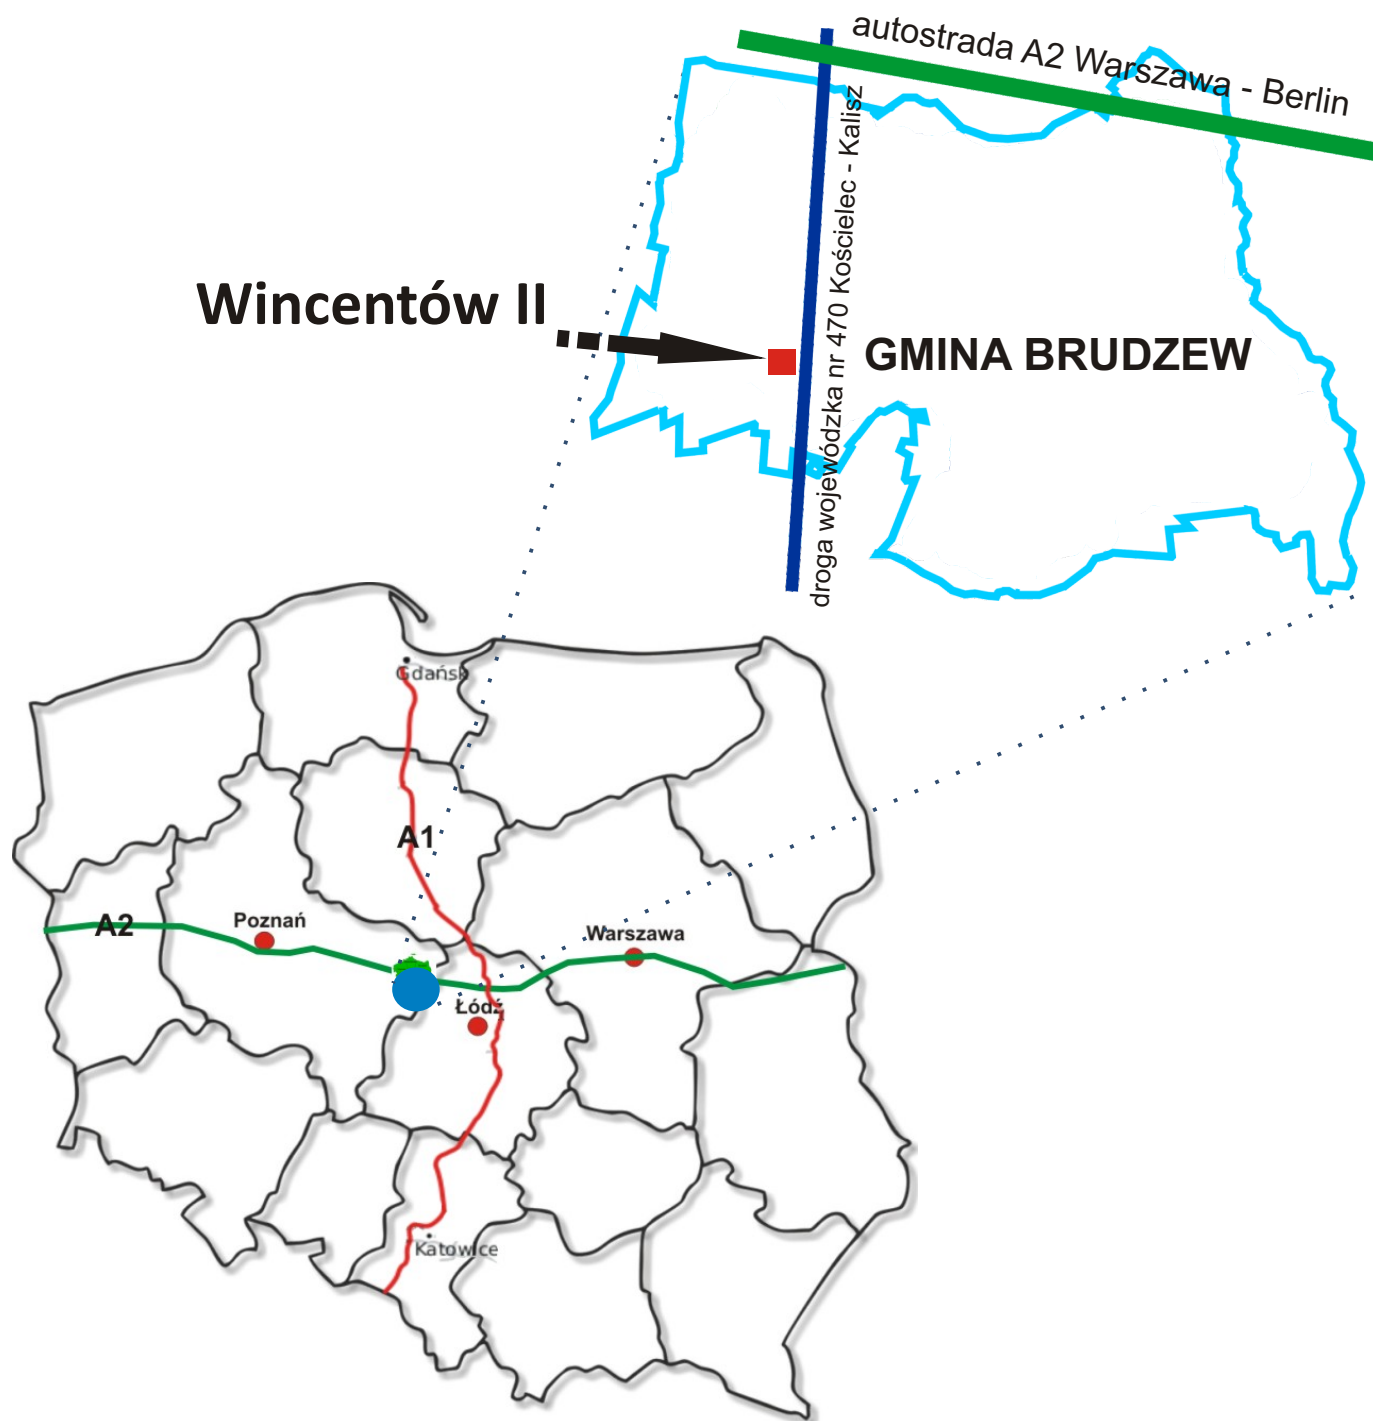 autostrada A2 Warszawa - Berlin
droga wojewódzka nr 470 Kościelec - Kalisz
Wincentów II
GMINA BRUDZEW
Gdańsk
A1
A2
Poznań
Warszawa
Łódź
Katowice